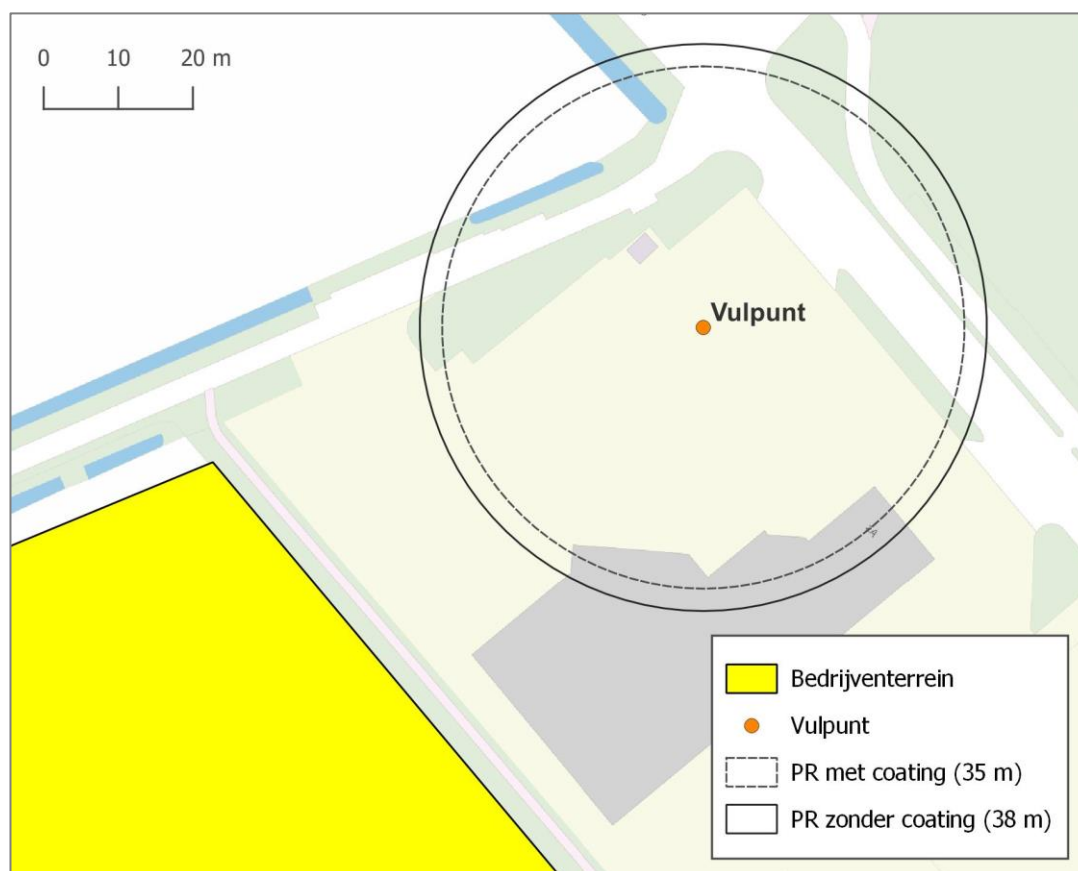 0 10 20 m
Vulpunt
Bedrijventerrein
Vulpunt
PR met coating (35 m)
PR zonder coating (38 m)